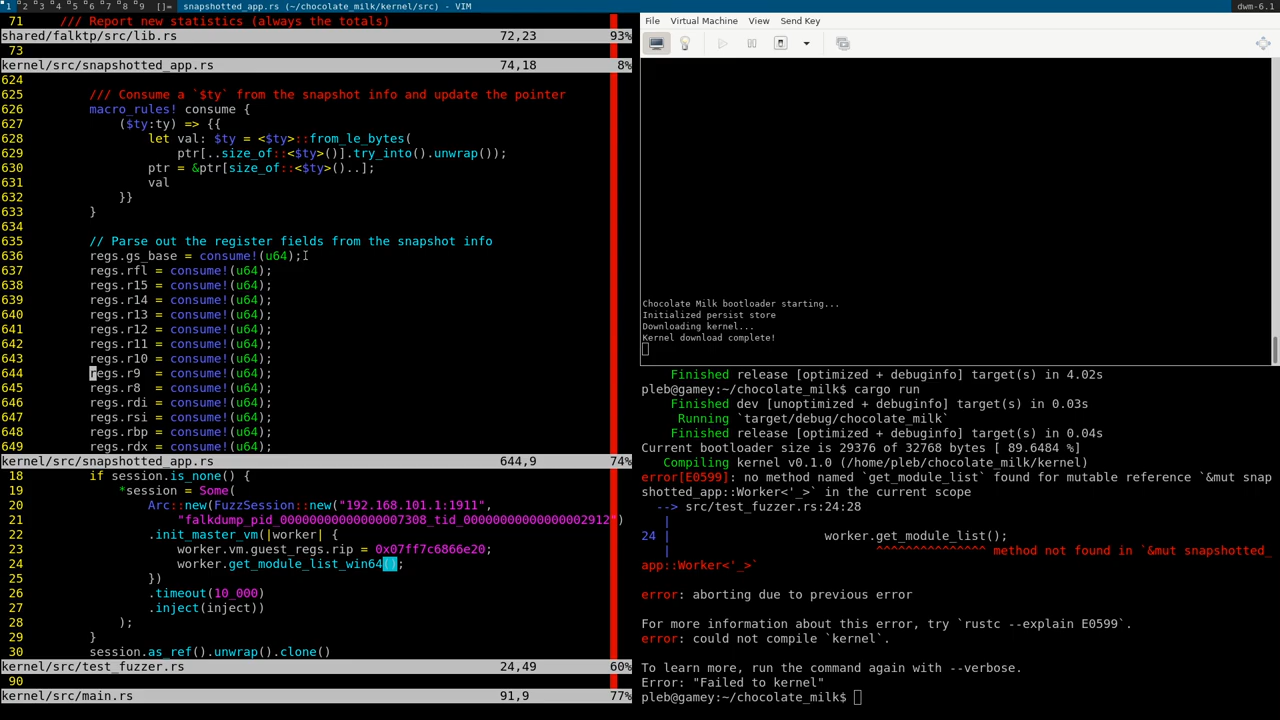 1 2 3 4 5 6 7 8 9 []= snapshotted_app.rs (~/chocolate_milk/kernel/src) - VIM dwm-6.1
71 /// Report new statistics (always the totals)
shared/falktp/src/lib.rs 72,23 93%
73
kernel/src/snapshotted_app.rs 74,18 8%
624
625 /// Consume a `$ty` from the snapshot info and update the pointer
626 macro_rules! consume {
627 ($ty:ty) => {{
628 let val: $ty = <$ty>::from_le_bytes(
629 ptr[..size_of::<$ty>()].try_into().unwrap());
630 ptr = &ptr[size_of::<$ty>()..];
631 val
632 }}
633 }
634
635 // Parse out the register fields from the snapshot info
636 regs.gs_base = consume!(u64);
637 regs.rfl = consume!(u64);
638 regs.r15 = consume!(u64);
639 regs.r14 = consume!(u64);
640 regs.r13 = consume!(u64);
641 regs.r12 = consume!(u64);
642 regs.r11 = consume!(u64);
643 regs.r10 = consume!(u64);
644 regs.r9  = consume!(u64);
645 regs.r8  = consume!(u64);
646 regs.rdi = consume!(u64);
647 regs.rsi = consume!(u64);
648 regs.rbp = consume!(u64);
649 regs.rdx = consume!(u64);
kernel/src/snapshotted_app.rs 644,9 74%
18 if session.is_none() {
19 *session = Some(
20 Arc::new(FuzzSession::new("192.168.101.1:1911",
21 "falkdump_pid_00000000000000007308_tid_00000000000000002912")
22 .init_master_vm(|worker| {
23 worker.vm.guest_regs.rip = 0x07ff7c6866e20;
24 worker.get_module_list_win64();
25 })
26 .timeout(10_000)
27 .inject(inject))
28 );
29 }
30 session.as_ref().unwrap().clone()
kernel/src/test_fuzzer.rs 24,49 60%
90
kernel/src/main.rs 91,9 77%
File Virtual Machine View Send Key
Chocolate Milk bootloader starting...
Initialized persist store
Downloading kernel...
Kernel download complete!
Finished release [optimized + debuginfo] target(s) in 4.02s
pleb@gamey:~/chocolate_milk$ cargo run
Finished dev [unoptimized + debuginfo] target(s) in 0.03s
Running `target/debug/chocolate_milk`
Finished release [optimized + debuginfo] target(s) in 0.04s
Current bootloader size is 29376 of 32768 bytes [ 89.6484 %]
Compiling kernel v0.1.0 (/home/pleb/chocolate_milk/kernel)
error[E0599]: no method named `get_module_list` found for mutable reference `&mut snap
shotted_app::Worker<'_>` in the current scope
--> src/test_fuzzer.rs:24:28
|
24 | worker.get_module_list();
| ^^^^^^^^^^^^^^^ method not found in `&mut snapshotted_
app::Worker<'_>`
error: aborting due to previous error
For more information about this error, try `rustc --explain E0599`.
error: could not compile `kernel`.
To learn more, run the command again with --verbose.
Error: "Failed to kernel"
pleb@gamey:~/chocolate_milk$